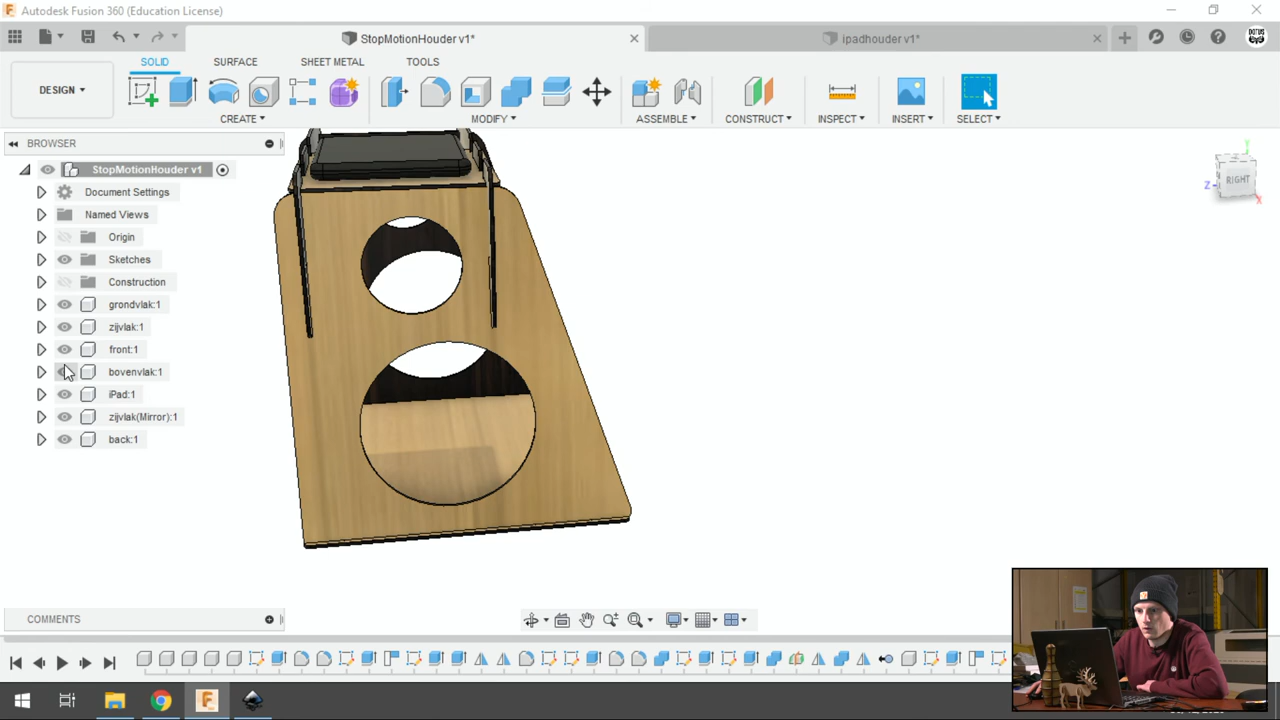 Autodesk Fusion 360 (Education License)
StopMotionHouder v1*
ipadhouder v1*
SOLID SURFACE SHEET METAL TOOLS
DESIGN
CREATE MODIFY ASSEMBLE CONSTRUCT INSPECT INSERT SELECT
BROWSER
StopMotionHouder v1
Document Settings
Named Views
Origin
Sketches
Construction
grondvlak:1
zijvlak:1
front:1
bovenvlak:1
iPad:1
zijvlak(Mirror):1
back:1
Y
Z
RIGHT
X
COMMENTS